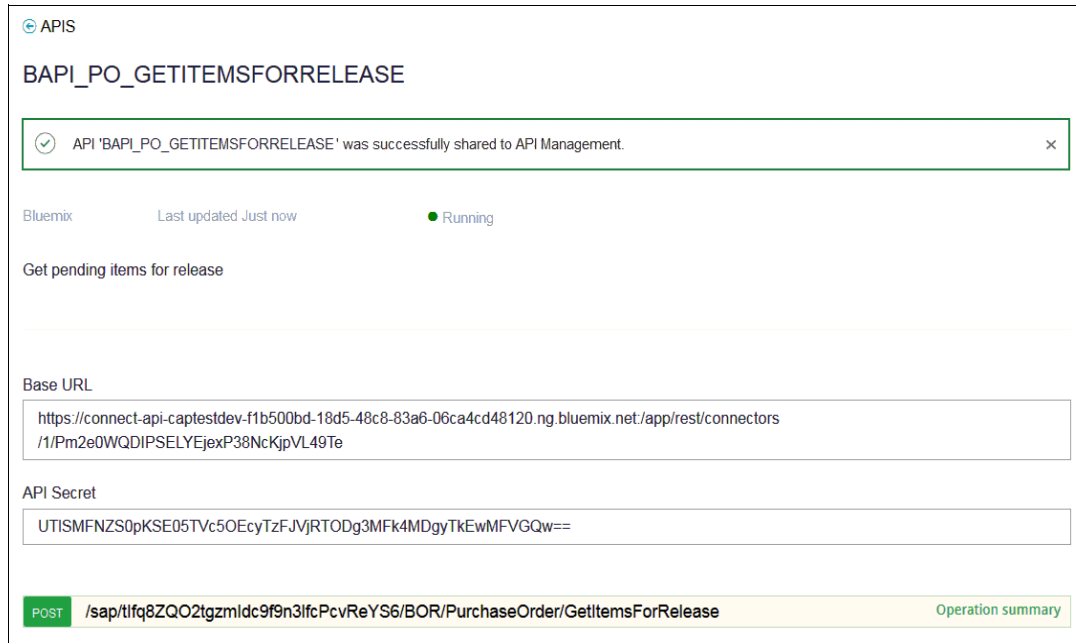 APIS
BAPI_PO_GETITEMSFORRELEASE
API 'BAPI_PO_GETITEMSFORRELEASE' was successfully shared to API Management. ×
Bluemix Last updated Just now Running
Get pending items for release
Base URL
https://connect-api-captestdev-f1b500bd-18d5-48c8-83a6-06ca4cd48120.ng.bluemix.net:/app/rest/connectors
/1/Pm2e0WQDIPSELYEjexP38NcKjpVL49Te
API Secret
UTISMFNZS0pKSE05TVc5OEcyTzFJVjRTODg3MFk4MDgyTkEwMFVGQw==
POST /sap/tIfq8ZQO2tgzmIdc9f9n3IfcPcvReYS6/BOR/PurchaseOrder/GetItemsForRelease Operation summary